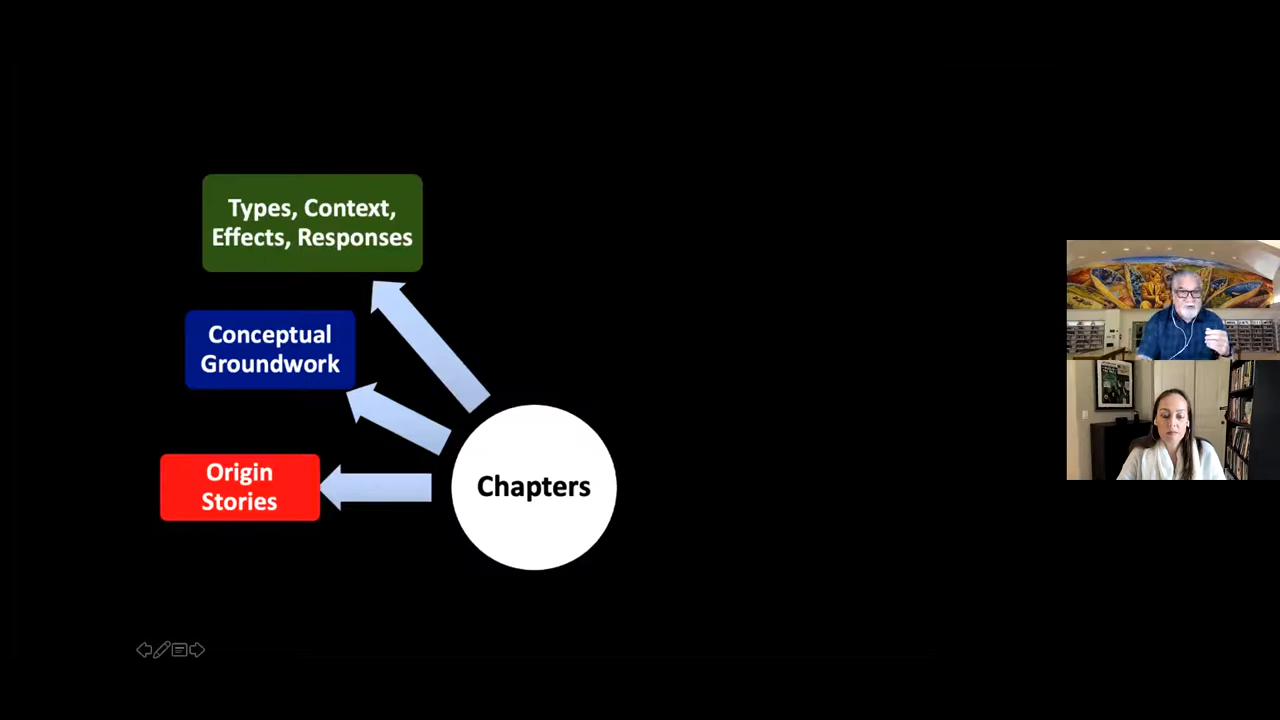 Types, Context,
Effects, Responses
Conceptual
Groundwork
Origin
Stories
Chapters